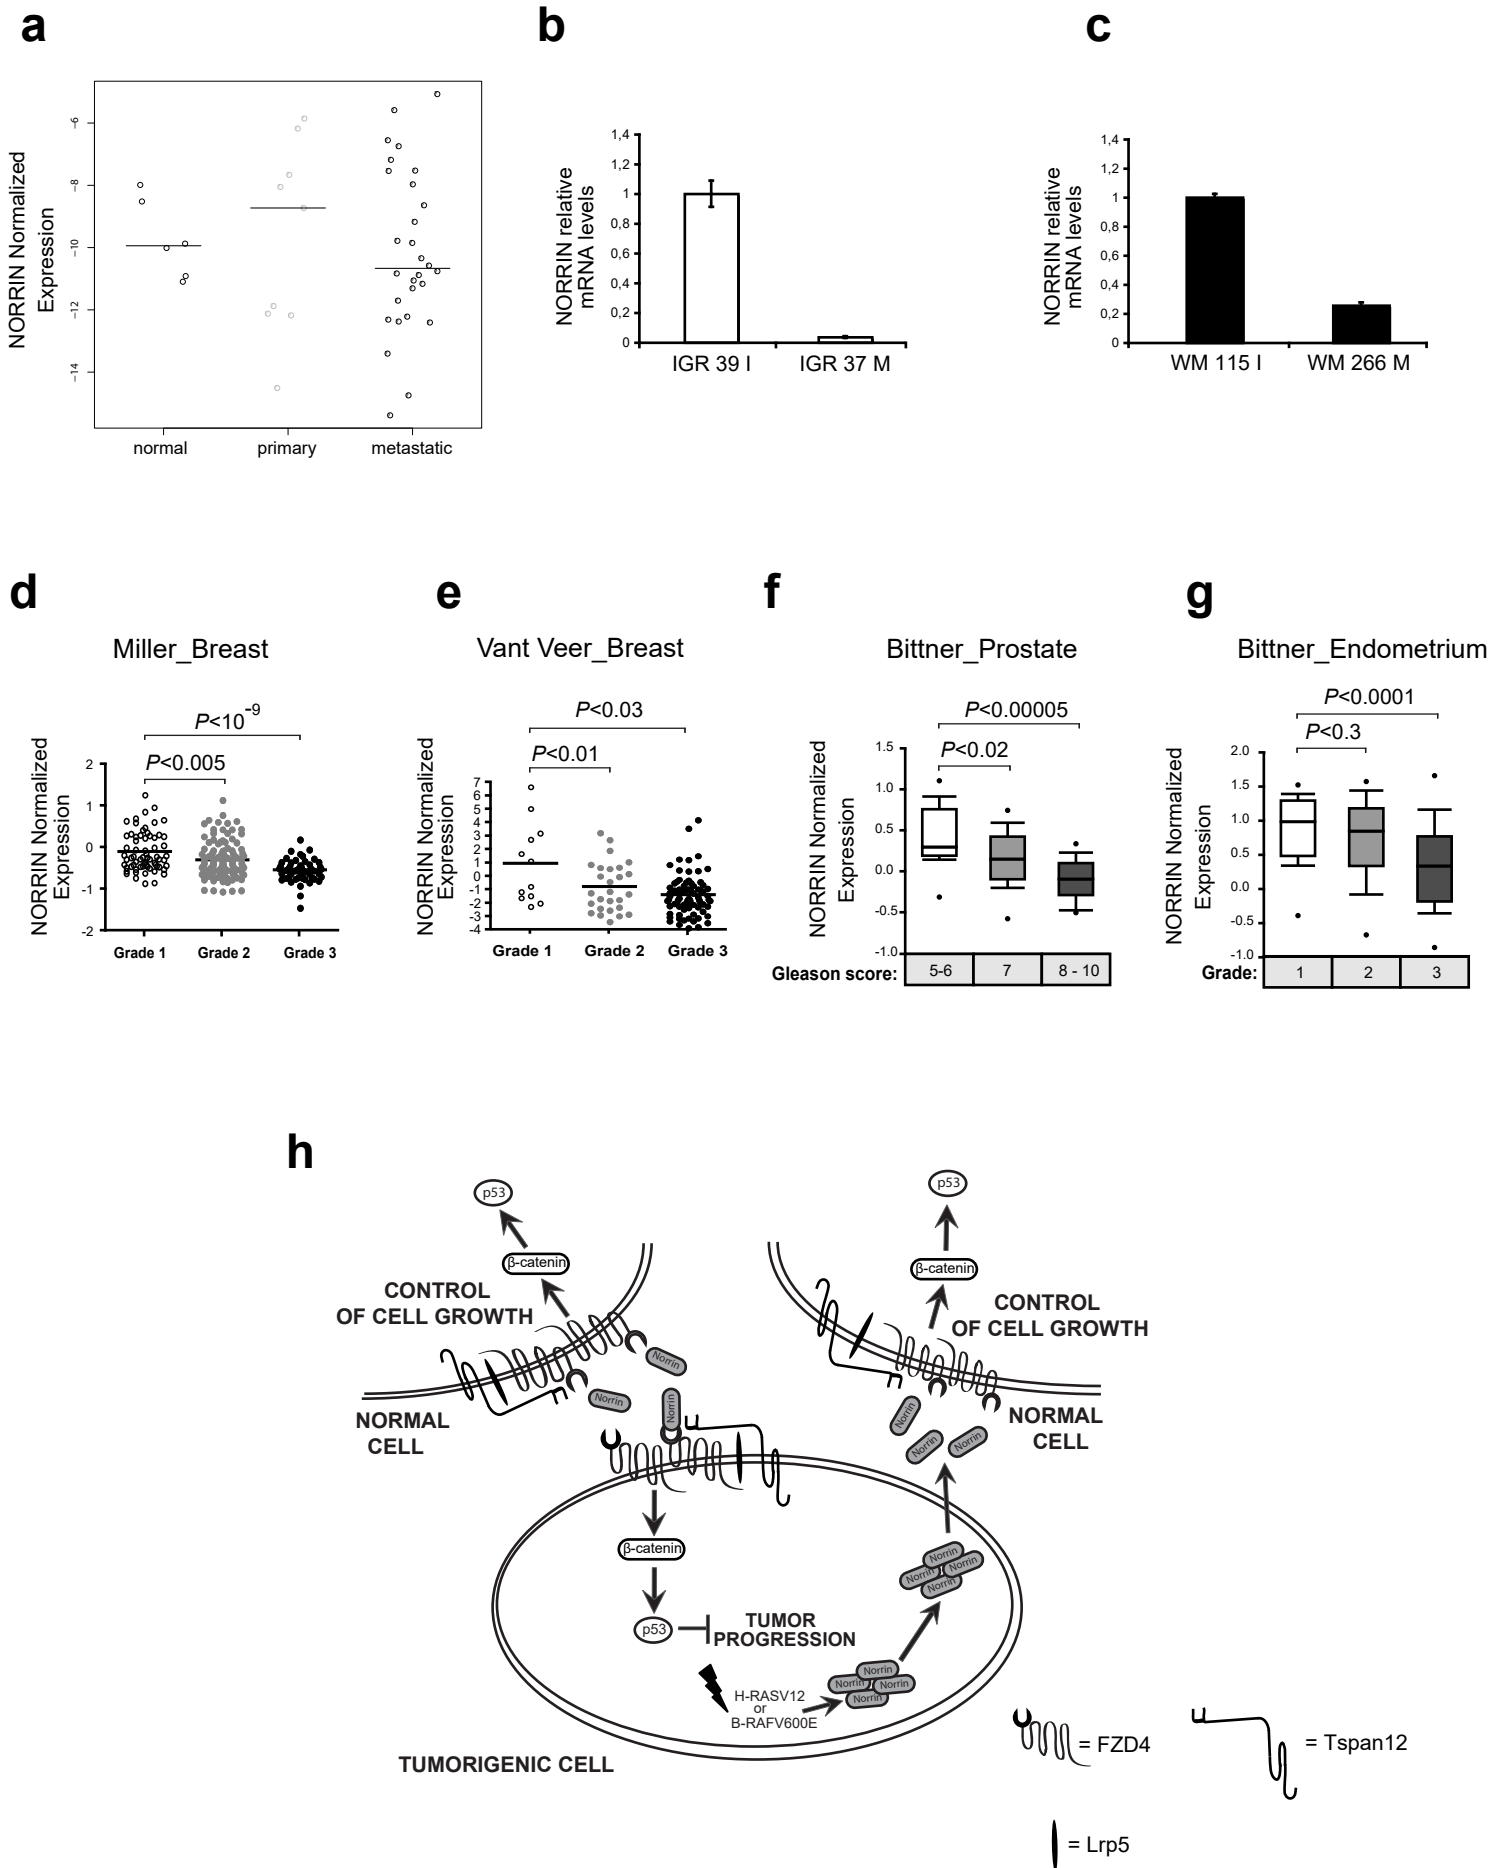 a
NORRIN Normalized
Expression
-6
-8
-10
-12
-14
normal
primary
metastatic
b
NORRIN relative
mRNA levels
1,4
1,2
1
0,8
0,6
0,4
0,2
0
IGR 39 I
IGR 37 M
c
NORRIN relative
mRNA levels
1,4
1,2
1
0,8
0,6
0,4
0,2
0
WM 115 I
WM 266 M
d
Miller_Breast
P<10-9
P<0.005
NORRIN Normalized
Expression
2
1
0
-1
-2
Grade 1
Grade 2
Grade 3
e
Vant Veer_Breast
P<0.03
P<0.01
NORRIN Normalized
Expression
7
6
5
4
3
2
1
0
-1
-2
-3
-4
Grade 1
Grade 2
Grade 3
f
Bittner_Prostate
P<0.00005
P<0.02
NORRIN Normalized
Expression
1.5
1.0
0.5
0.0
-0.5
-1.0
Gleason score:
5-6
7
8 - 10
g
Bittner_Endometrium
P<0.0001
P<0.3
NORRIN Normalized
Expression
2.0
1.5
1.0
0.5
0.0
-0.5
-1.0
Grade:
1
2
3
h
p53
β-catenin
CONTROL
OF CELL GROWTH
NORMAL
CELL
Norrin
Norrin
Norrin
p53
β-catenin
CONTROL
OF CELL GROWTH
NORMAL
CELL
Norrin
Norrin
Norrin
β-catenin
p53
TUMOR
PROGRESSION
Norrin
Norrin
Norrin
Norrin
Norrin
Norrin
Norrin
Norrin
H-RASV12
or
B-RAFV600E
TUMORIGENIC CELL
= FZD4
= Tspan12
= Lrp5